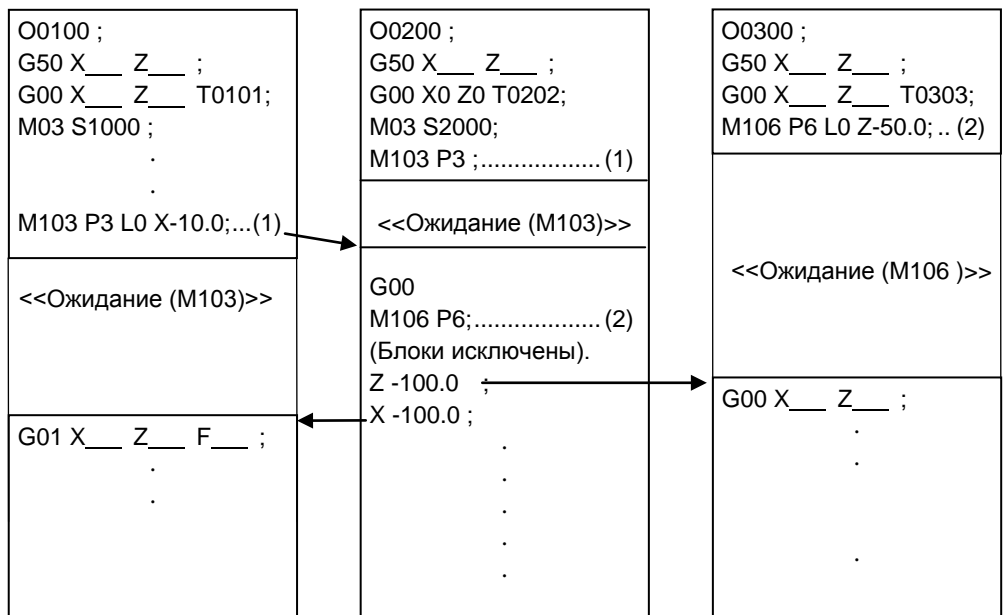 O0100 ;
G50 X___ Z___ ;
G00 X___ Z___ T0101;
M03 S1000 ;
.
.
M103 P3 L0 X-10.0;...(1)
<<Ожидание (M103)>>
G01 X___ Z___ F___ ;
.
.
O0200 ;
G50 X___ Z___ ;
G00 X0 Z0 T0202;
M03 S2000;
M103 P3 ;..................(1)
<<Ожидание (M103)>>
G00
M106 P6;....................(2)
(Блоки исключены).
Z -100.0 ;
X -100.0 ;
.
.
.
.
.
O0300 ;
G50 X___ Z___ ;
G00 X___ Z___ T0303;
M106 P6 L0 Z-50.0; .. (2)
<<Ожидание (M106 )>>
G00 X___ Z___ ;
.
.
.